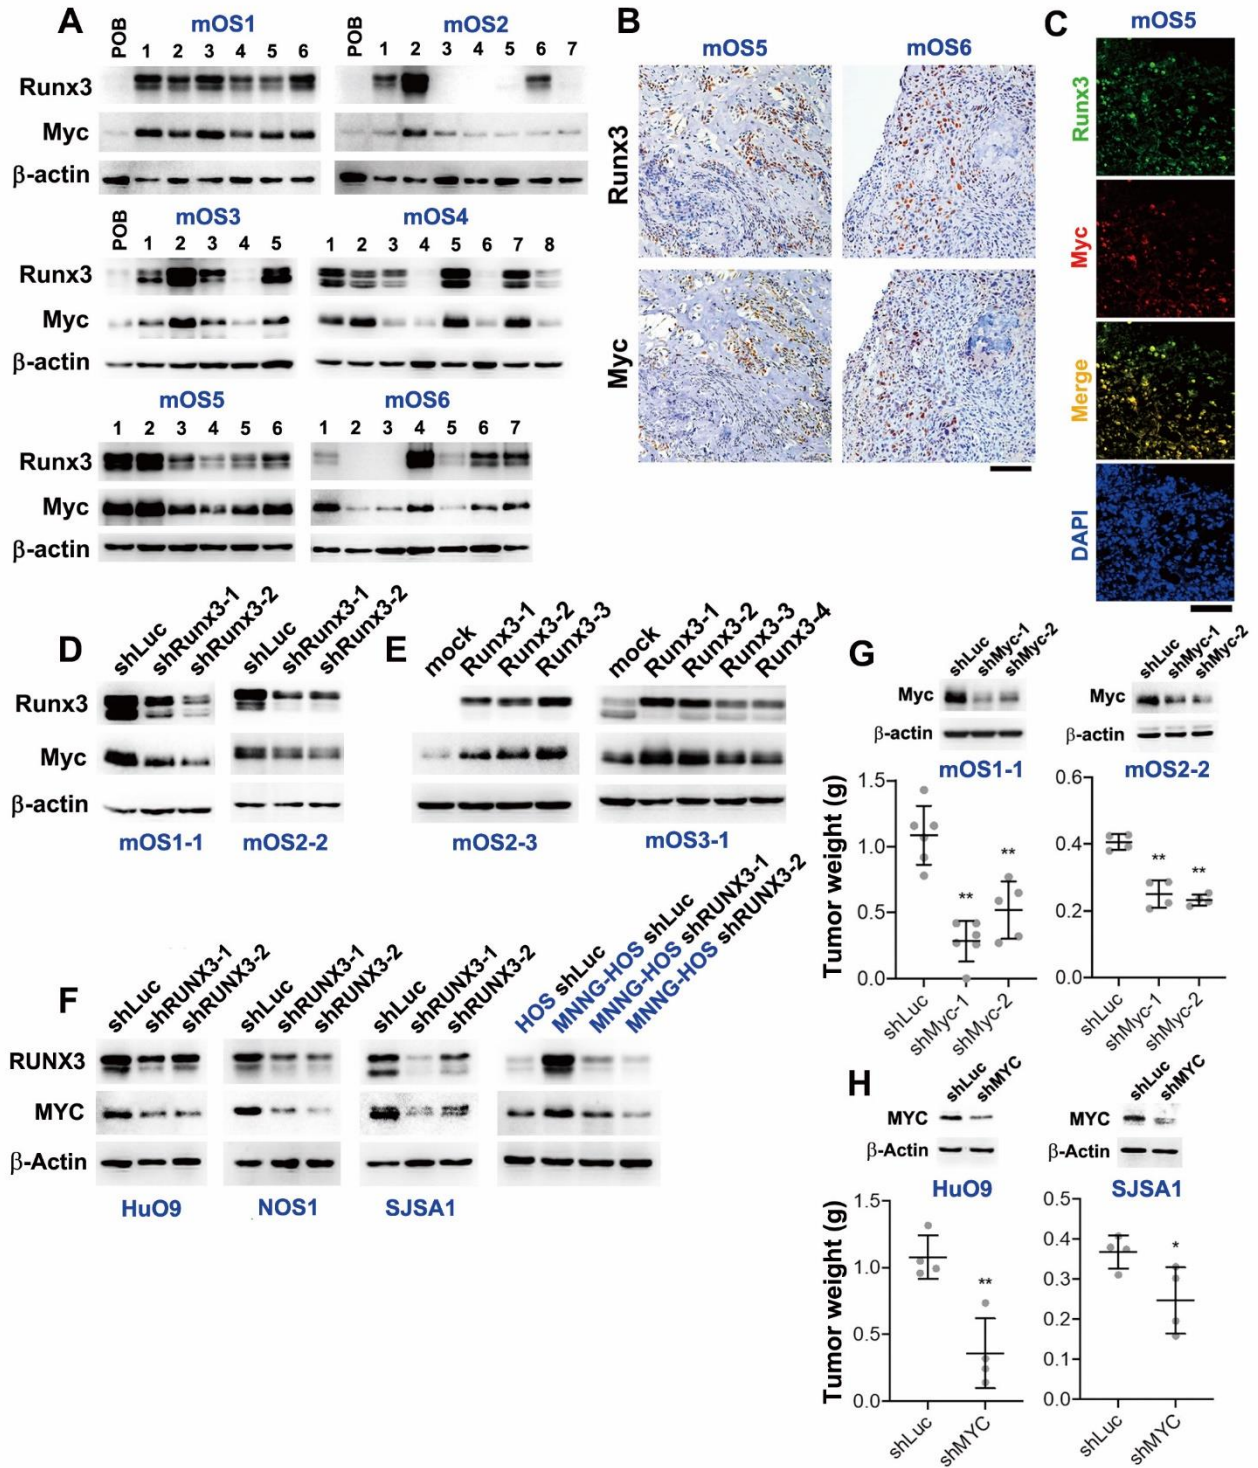 A
mOS1
mOS2
POB 1 2 3 4 5 6
POB 1 2 3 4 5 6 7
Runx3
Myc
β-actin
mOS3
mOS4
POB 1 2 3 4 5
1 2 3 4 5 6 7 8
Runx3
Myc
β-actin
mOS5
mOS6
1 2 3 4 5 6
1 2 3 4 5 6 7
Runx3
Myc
β-actin
B
mOS5
mOS6
Runx3
Myc
C
mOS5
Runx3
Myc
Merge
DAPI
D
shLuc
shRunx3-1
shRunx3-2
shLuc
shRunx3-1
shRunx3-2
Runx3
Myc
β-actin
mOS1-1
mOS2-2
E
mock
Runx3-1
Runx3-2
Runx3-3
mock
Runx3-1
Runx3-2
Runx3-3
Runx3-4
mOS2-3
mOS3-1
F
shLuc
shRUNX3-1
shRUNX3-2
shLuc
shRUNX3-1
shRUNX3-2
shLuc
shRUNX3-1
shRUNX3-2
HOS shLuc
MNNG-HOS shLuc
MNNG-HOS shRUNX3-1
MNNG-HOS shRUNX3-2
RUNX3
MYC
β-Actin
HuO9
NOS1
SJSA1
G
shLuc
shMyc-1
shMyc-2
Myc
β-actin
mOS1-1
Tumor weight (g)
1.5
1.0
0.5
0.0
**
**
shLuc
shMyc-1
shMyc-2
shLuc
shMyc-1
shMyc-2
Myc
β-actin
mOS2-2
0.6
0.4
0.2
0.0
**
**
shLuc
shMyc-1
shMyc-2
H
shLuc
shMYC
MYC
β-Actin
HuO9
Tumor weight (g)
1.5
1.0
0.5
0.0
**
shLuc
shMYC
shLuc
shMYC
MYC
β-Actin
SJSA1
0.5
0.4
0.3
0.2
0.1
0.0
*
shLuc
shMYC